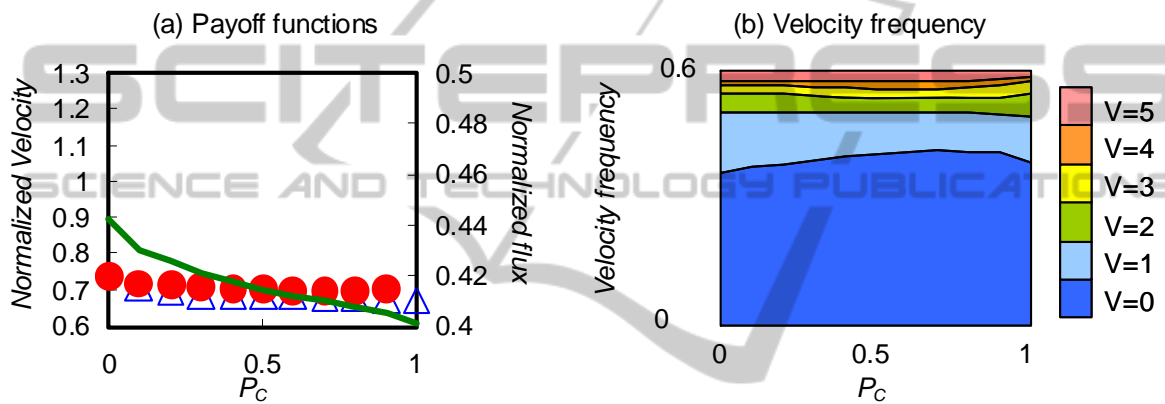 (a) Payoff functions
(b) Velocity frequency
SCITEPRESS
SCIENCE AND TECHNOLOGY PUBLICATIONS
Normalized Velocity
1.3
1.2
1.1
1
0.9
0.8
0.7
0.6
0.5
0.48
0.46
0.44
0.42
0.4
Normalized flux
0
0.5
1
P_C
Velocity frequency
0.6
0
0
0.5
1
P_C
V=5
V=4
V=3
V=2
V=1
V=0